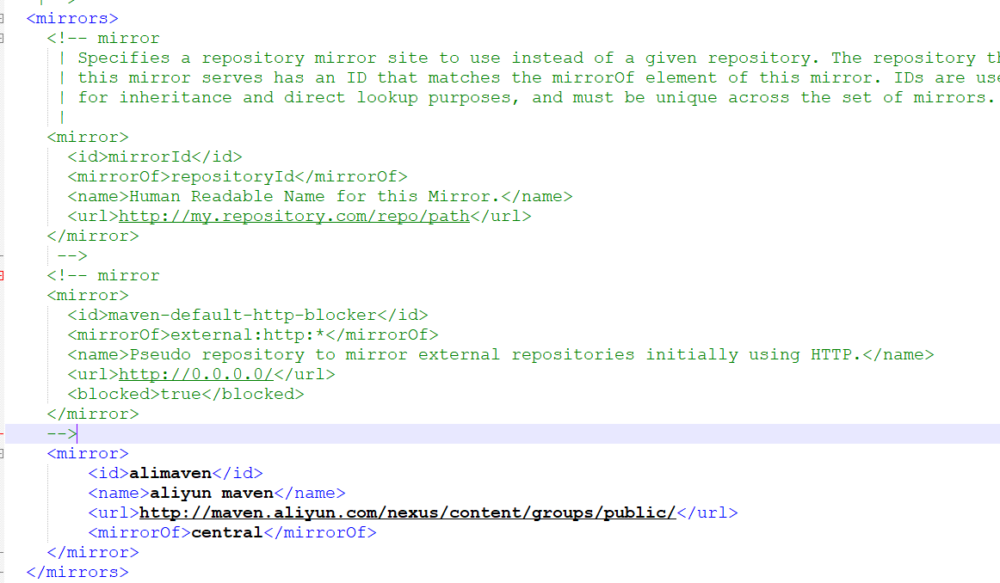 <mirrors>
<!-- mirror
| Specifies a repository mirror site to use instead of a given repository. The repository
| this mirror serves has an ID that matches the mirrorOf element of this mirror. IDs are
| for inheritance and direct lookup purposes, and must be unique across the set of mirrors.
|
<mirror>
<id>mirrorId</id>
<mirrorOf>repositoryId</mirrorOf>
<name>Human Readable Name for this Mirror.</name>
<url>http://my.repository.com/repo/path</url>
</mirror>
-->
<!-- mirror
<mirror>
<id>maven-default-http-blocker</id>
<mirrorOf>external:http:*</mirrorOf>
<name>Pseudo repository to mirror external repositories initially using HTTP.</name>
<url>http://0.0.0.0/</url>
<blocked>true</blocked>
</mirror>
-->
<mirror>
<id>alimaven</id>
<name>aliyun maven</name>
<url>http://maven.aliyun.com/nexus/content/groups/public/</url>
<mirrorOf>central</mirrorOf>
</mirror>
</mirrors>